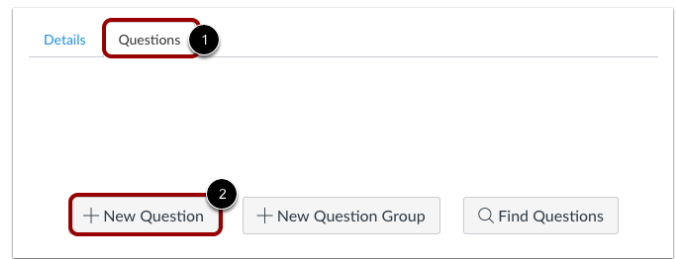 Details Questions 1
2
+ New Question + New Question Group Find Questions